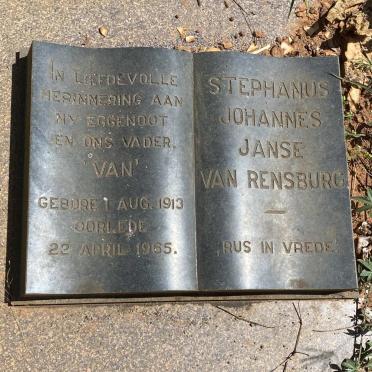 IN LIEFDEVOLLE
HERINNERING AAN
MY EGGENOOT
EN ONS VADER,
'VAN'
GEBORE 1 AUG. 1913
OORLEDE
22 APRIL 1965.
STEPHANUS
JOHANNES
JANSE
VAN RENSBURG
—
'RUS IN VREDE'